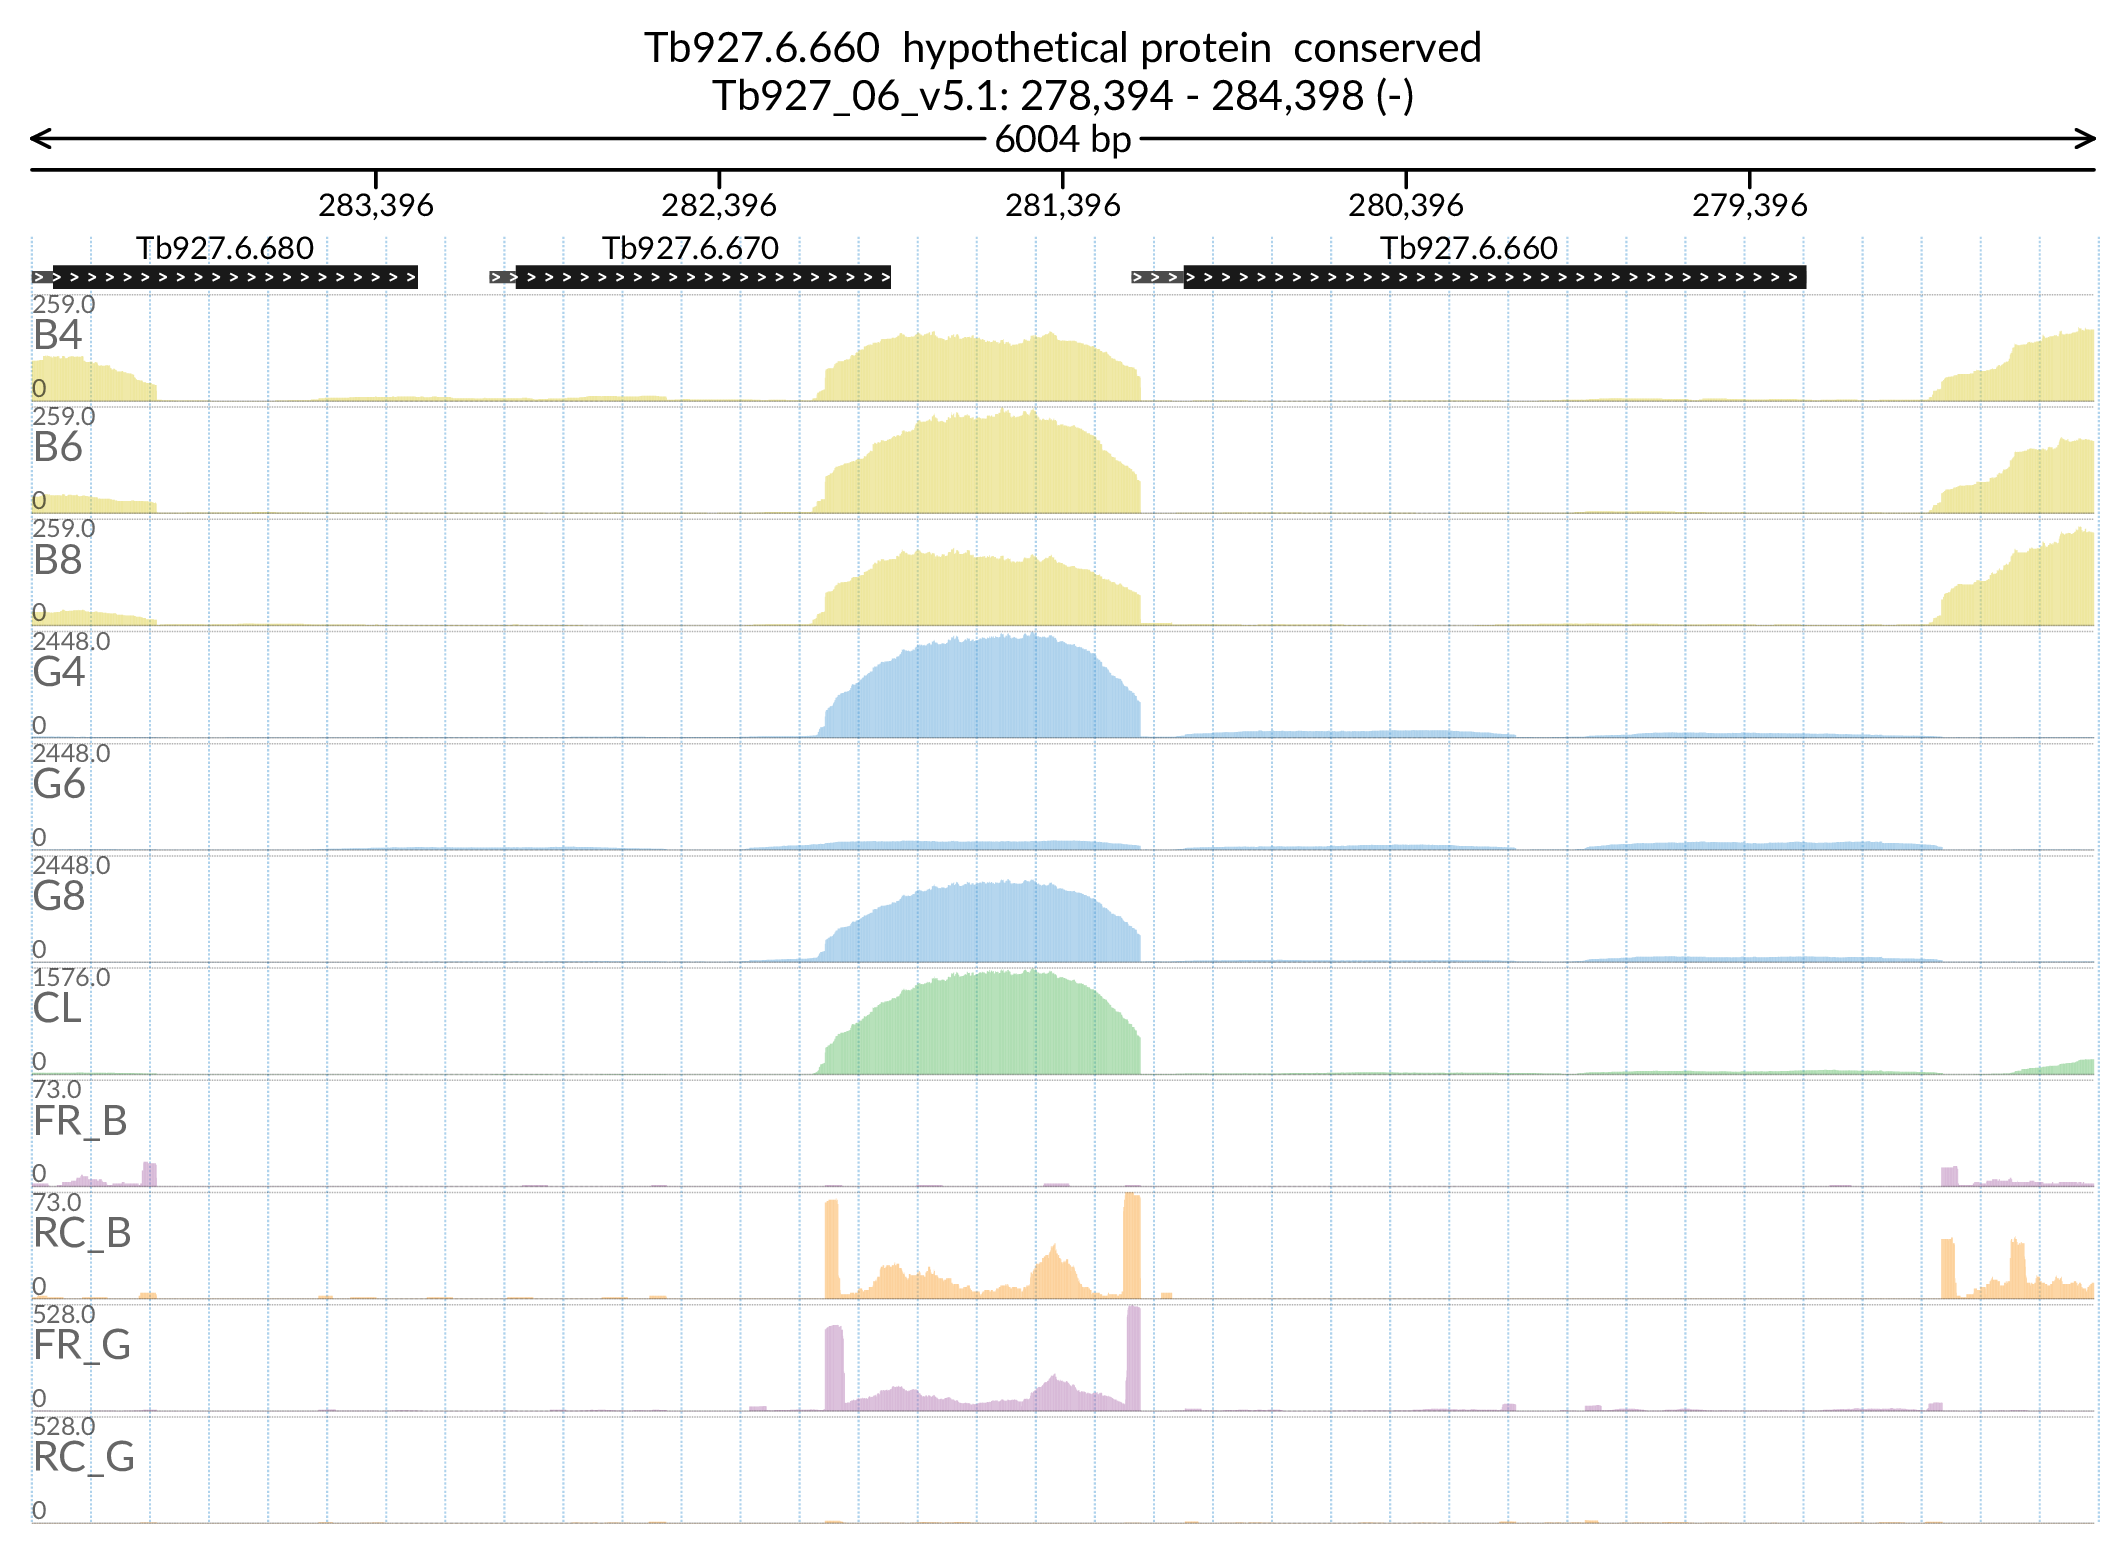 Tb927.6.660 hypothetical protein conserved
Tb927_06_v5.1: 278,394 - 284,398 (-)
6004 bp
283,396 282,396 281,396 280,396 279,396
Tb927.6.680 Tb927.6.670 Tb927.6.660
259.0
B4
0
259.0
B6
0
259.0
B8
0
2448.0
G4
0
2448.0
G6
0
2448.0
G8
0
1576.0
CL
0
73.0
FR_B
0
73.0
RC_B
0
528.0
FR_G
0
528.0
RC_G
0